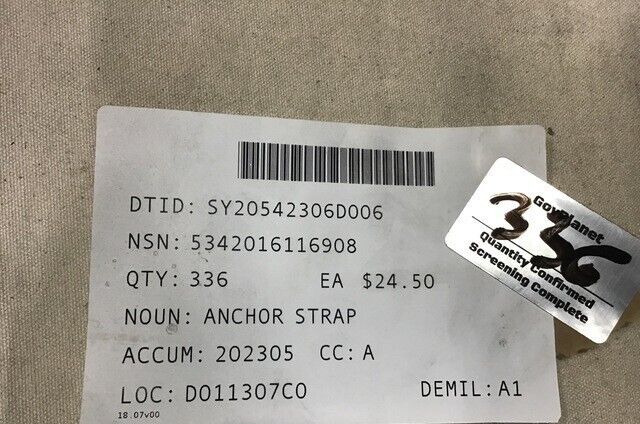 DTID: SY20542306D006
NSN: 5342016116908
QTY: 336 EA $24.50
NOUN: ANCHOR STRAP
ACCUM: 202305 CC: A
LOC: D011307C0 DEMIL: A1
18.07v00
GovPlanet
336
Quantity Confirmed
Screening Complete